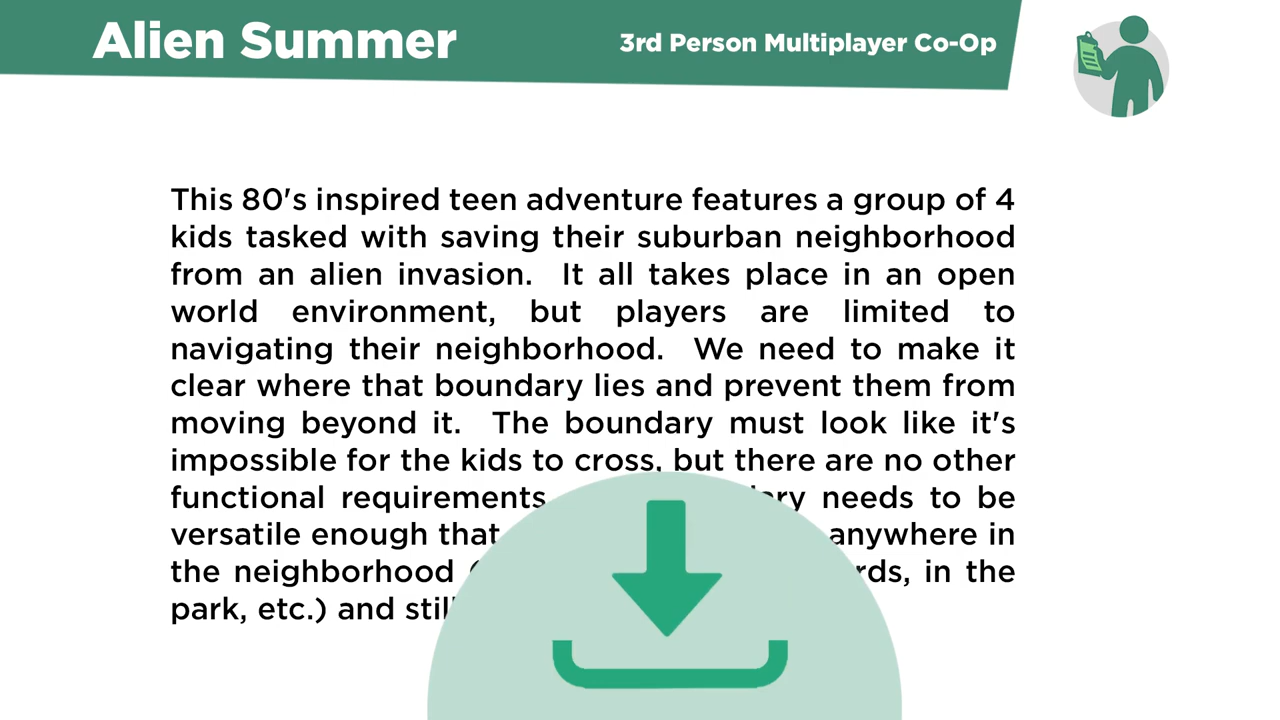 Alien Summer
3rd Person Multiplayer Co-Op
This 80's inspired teen adventure features a group of 4
kids tasked with saving their suburban neighborhood
from an alien invasion. It all takes place in an open
world environment, but players are limited to
navigating their neighborhood. We need to make it
clear where that boundary lies and prevent them from
moving beyond it. The boundary must look like it's
impossible for the kids to cross, but there are no other
functional requirements needs to be
versatile enough that anywhere in
the neighborhood in the
park, etc.) and still